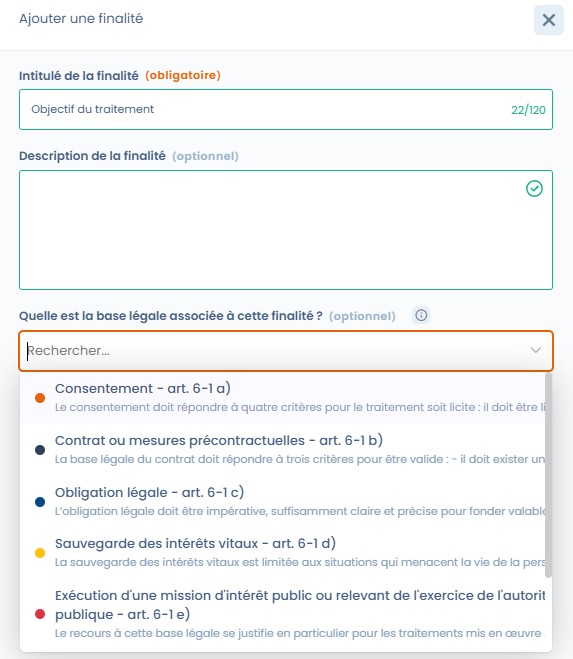 Ajouter une finalité
Intitulé de la finalité (obligatoire)
Objectif du traitement 22/120
Description de la finalité (optionnel)
Quelle est la base légale associée à cette finalité ? (optionnel)
Rechercher...
Consentement - art. 6-1 a)
Le consentement doit répondre à quatre critères pour le traitement soit licite : il doit être li
Contrat ou mesures précontractuelles - art. 6-1 b)
La base légale du contrat doit répondre à trois critères pour être valide : - il doit exister un
Obligation légale - art. 6-1 c)
L'obligation légale doit être impérative, suffisamment claire et précise pour fonder valable
Sauvegarde des intérêts vitaux - art. 6-1 d)
La sauvegarde des intérêts vitaux est limitée aux situations qui menacent la vie de la pers
Exécution d'une mission d'intérêt public ou relevant de l'exercice de l'autorit
publique - art. 6-1 e)
Le recours à cette base légale se justifie en particulier pour les traitements mis en œuvre